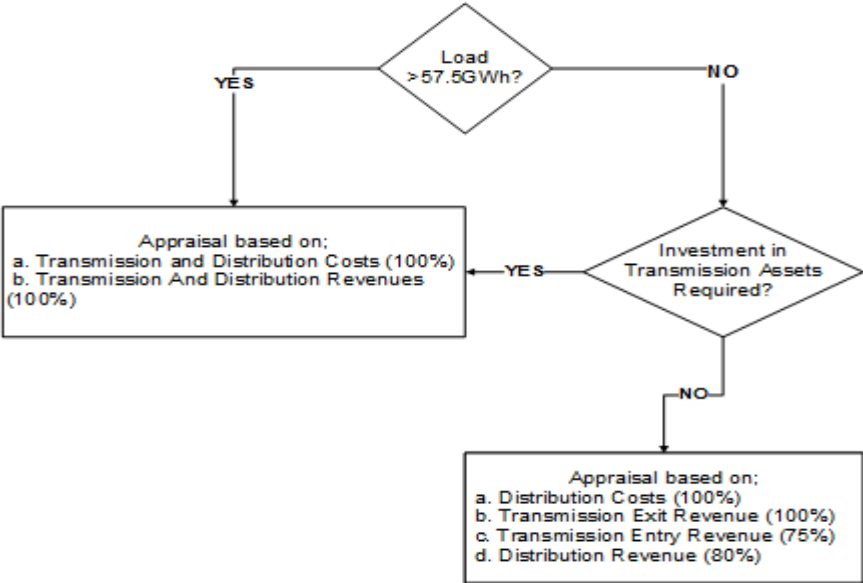 Load
>57.5GWh?
YES
NO
Appraisal based on;
a. Transmission and Distribution Costs (100%)
b. Transmission And Distribution Revenues
(100%)
YES
Investment in
Transmission Assets
Required?
NO
Appraisal based on;
a. Distribution Costs (100%)
b. Transmission Exit Revenue (100%)
c. Transmission Entry Revenue (75%)
d. Distribution Revenue (80%)